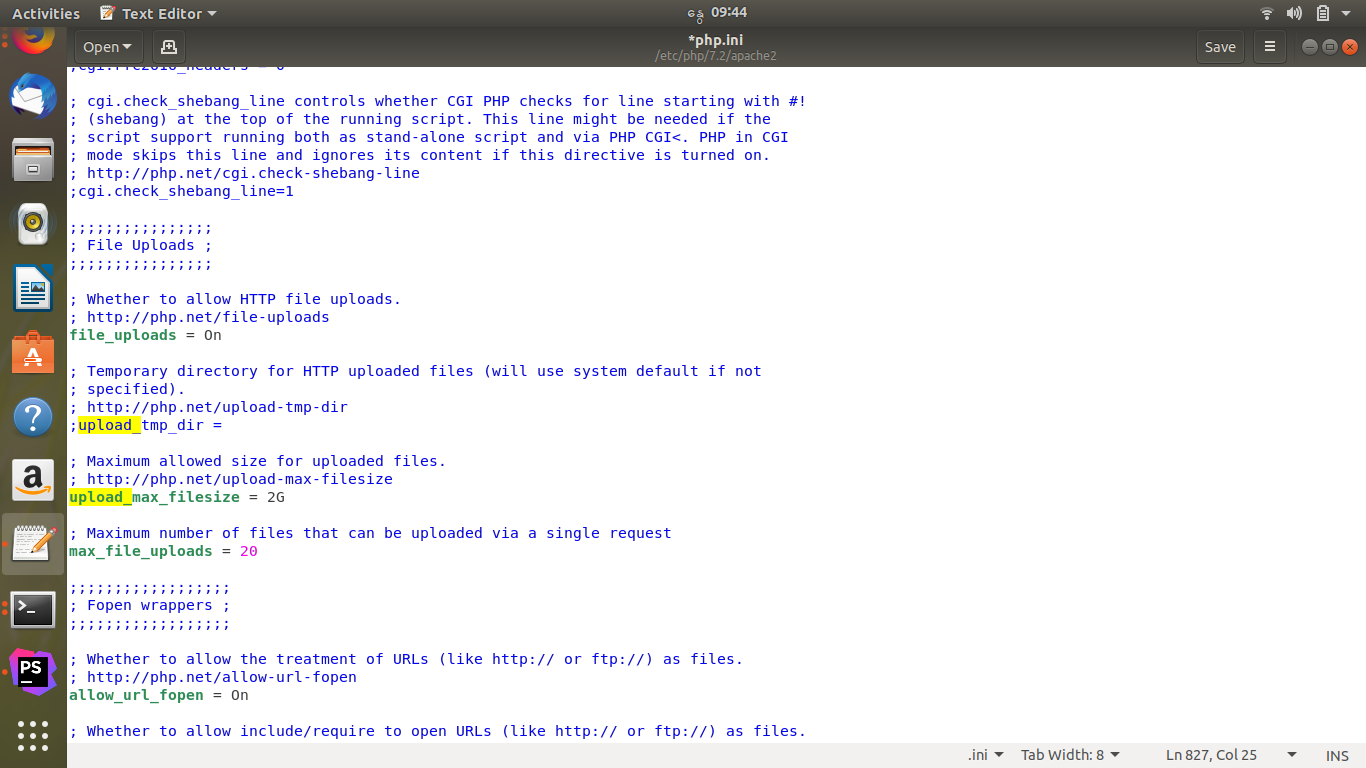 Activities
Text Editor
နွေ 09:44
Open
*php.ini
/etc/php/7.2/apache2
Save
; cgi.check_shebang_line controls whether CGI PHP checks for line starting with #!
; (shebang) at the top of the running script. This line might be needed if the
; script support running both as stand-alone script and via PHP CGI<. PHP in CGI
; mode skips this line and ignores its content if this directive is turned on.
; http://php.net/cgi.check-shebang-line
;cgi.check_shebang_line=1
;;;;;;;;;;;;;;;;
; File Uploads ;
;;;;;;;;;;;;;;;;
; Whether to allow HTTP file uploads.
; http://php.net/file-uploads
file_uploads = On
; Temporary directory for HTTP uploaded files (will use system default if not
; specified).
; http://php.net/upload-tmp-dir
;upload_tmp_dir =
; Maximum allowed size for uploaded files.
; http://php.net/upload-max-filesize
upload_max_filesize = 2G
; Maximum number of files that can be uploaded via a single request
max_file_uploads = 20
;;;;;;;;;;;;;;;;;;
; Fopen wrappers ;
;;;;;;;;;;;;;;;;;;
; Whether to allow the treatment of URLs (like http:// or ftp://) as files.
; http://php.net/allow-url-fopen
allow_url_fopen = On
; Whether to allow include/require to open URLs (like http:// or ftp://) as files.
.ini
Tab Width: 8
Ln 827, Col 25
INS